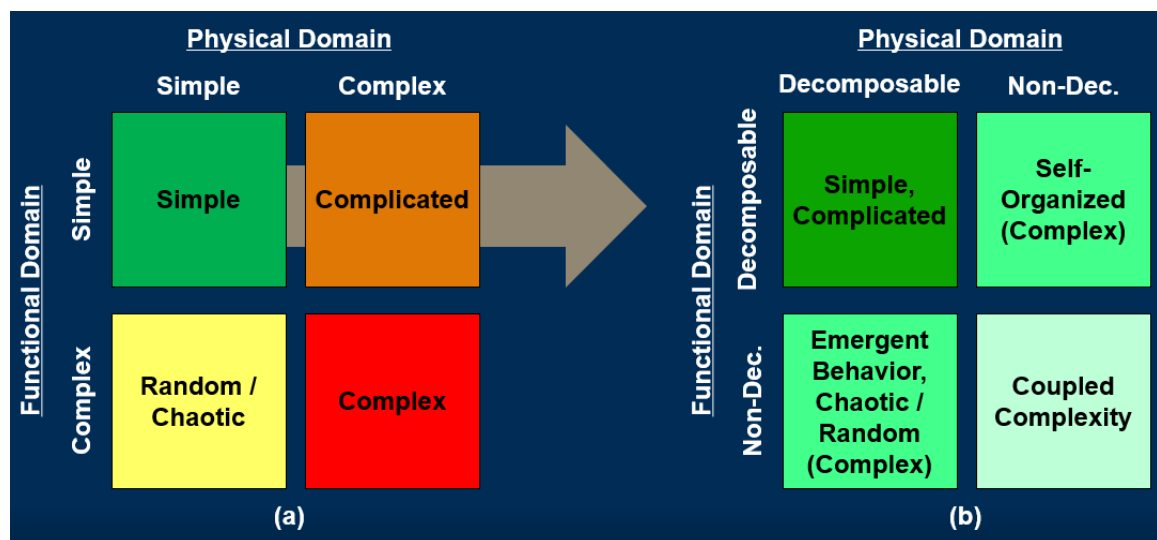 Physical Domain
Simple
Complex
Functional Domain
Simple
Complex
Simple
Complicated
Random /
Chaotic
Complex
(a)
Physical Domain
Decomposable
Non-Dec.
Functional Domain
Decomposable
Non-Dec.
Simple,
Complicated
Self-
Organized
(Complex)
Emergent
Behavior,
Chaotic /
Random
(Complex)
Coupled
Complexity
(b)